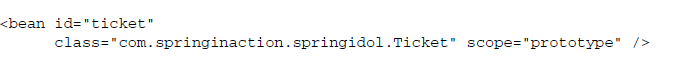 <bean id="ticket"
class="com.springinaction.springidol.Ticket" scope="prototype" />